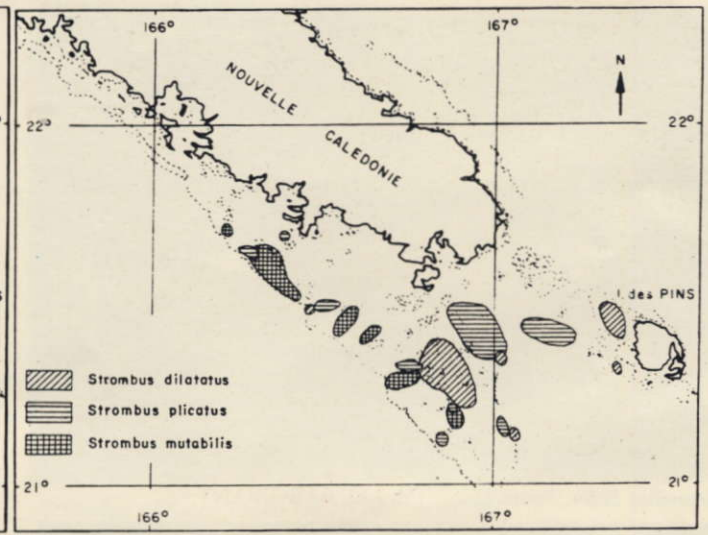 166°
167°
N
NOUVELLE
CALEDONIE
22°
22°
I. des PINS
Strombus dilatatus
Strombus plicatus
Strombus mutabilis
21°
21°
166°
167°